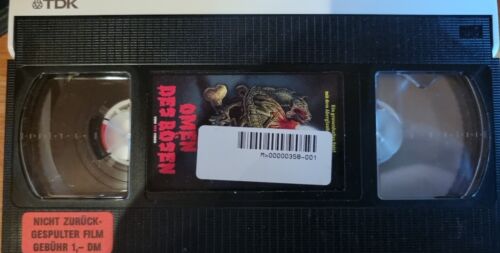 TDK
OMEN
DES BÖSEN
M=00000358-001
NICHT ZURÜCK-
GESPULTER FILM
GEBÜHR 1,- DM